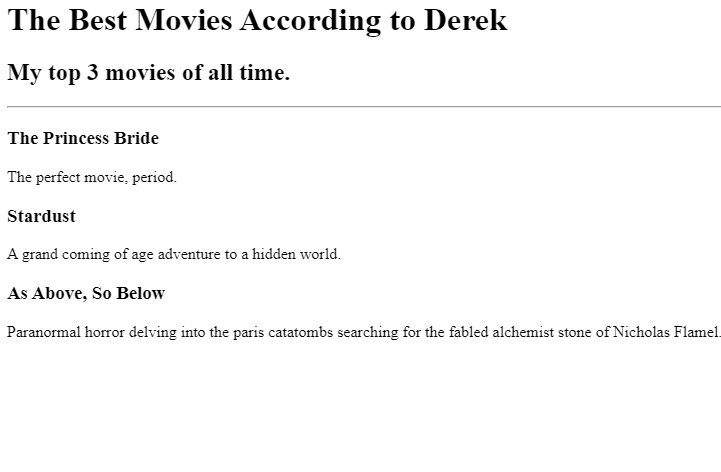 The Best Movies According to Derek
My top 3 movies of all time.
The Princess Bride
The perfect movie, period.
Stardust
A grand coming of age adventure to a hidden world.
As Above, So Below
Paranormal horror delving into the paris catatombs searching for the fabled alchemist stone of Nicholas Flamel.